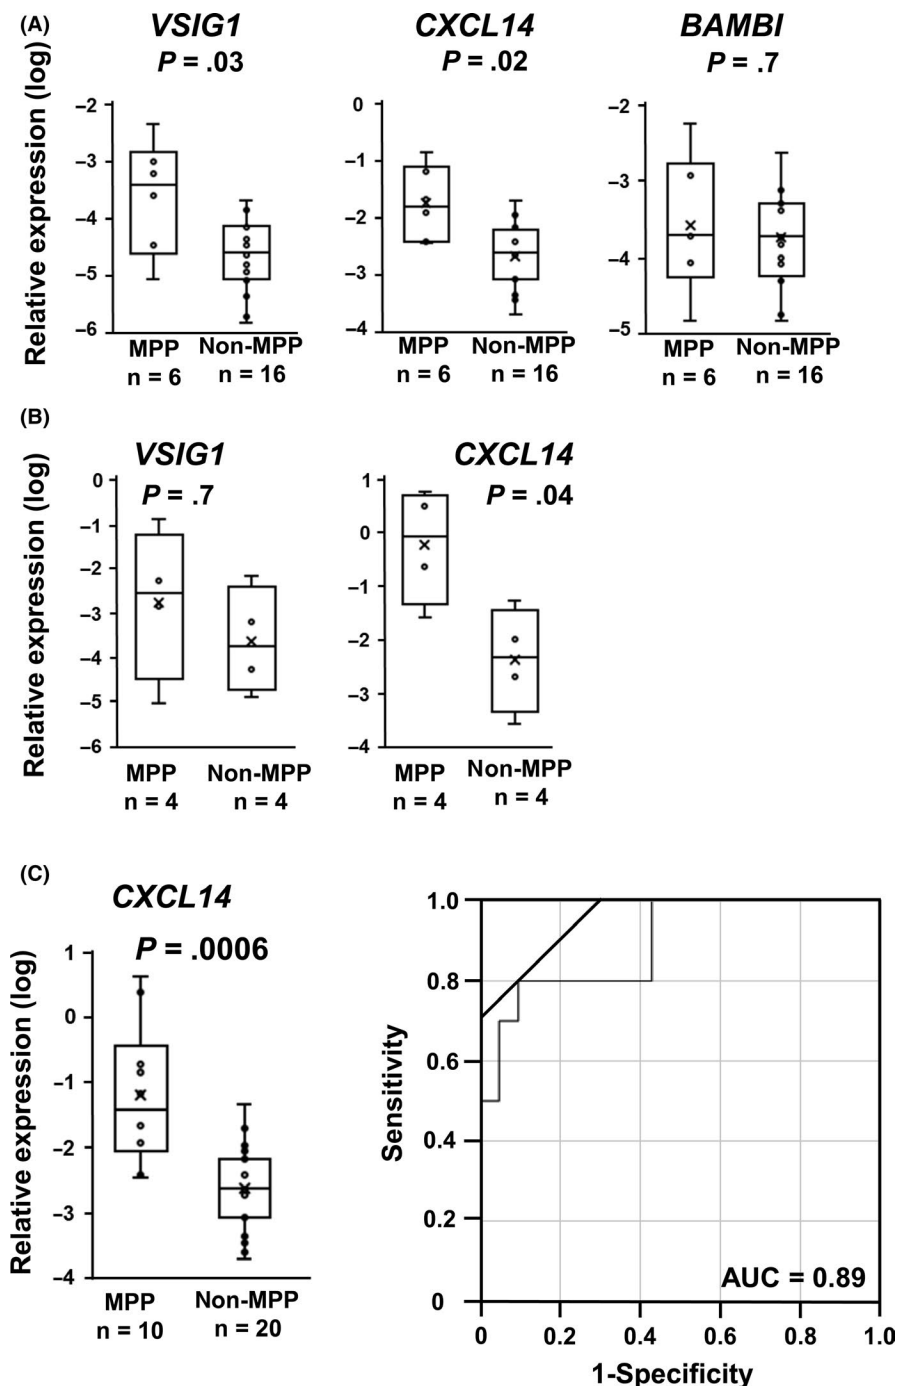 (A)
VSIG1
P = .03
CXCL14
P = .02
BAMBI
P = .7
Relative expression (log)
–2
–3
–4
–5
–6
0
–1
–2
–3
–4
–2
–3
–4
–5
MPP
n = 6
Non-MPP
n = 16
MPP
n = 6
Non-MPP
n = 16
MPP
n = 6
Non-MPP
n = 16
(B)
VSIG1
P = .7
CXCL14
P = .04
Relative expression (log)
0
–1
–2
–3
–4
–5
–6
1
0
–1
–2
–3
–4
MPP
n = 4
Non-MPP
n = 4
MPP
n = 4
Non-MPP
n = 4
(C)
CXCL14
P = .0006
Relative expression (log)
1
0
–1
–2
–3
–4
MPP
n = 10
Non-MPP
n = 20
Sensitivity
1.0
0.8
0.6
0.4
0.2
0
AUC = 0.89
0
0.2
0.4
0.6
0.8
1.0
1-Specificity